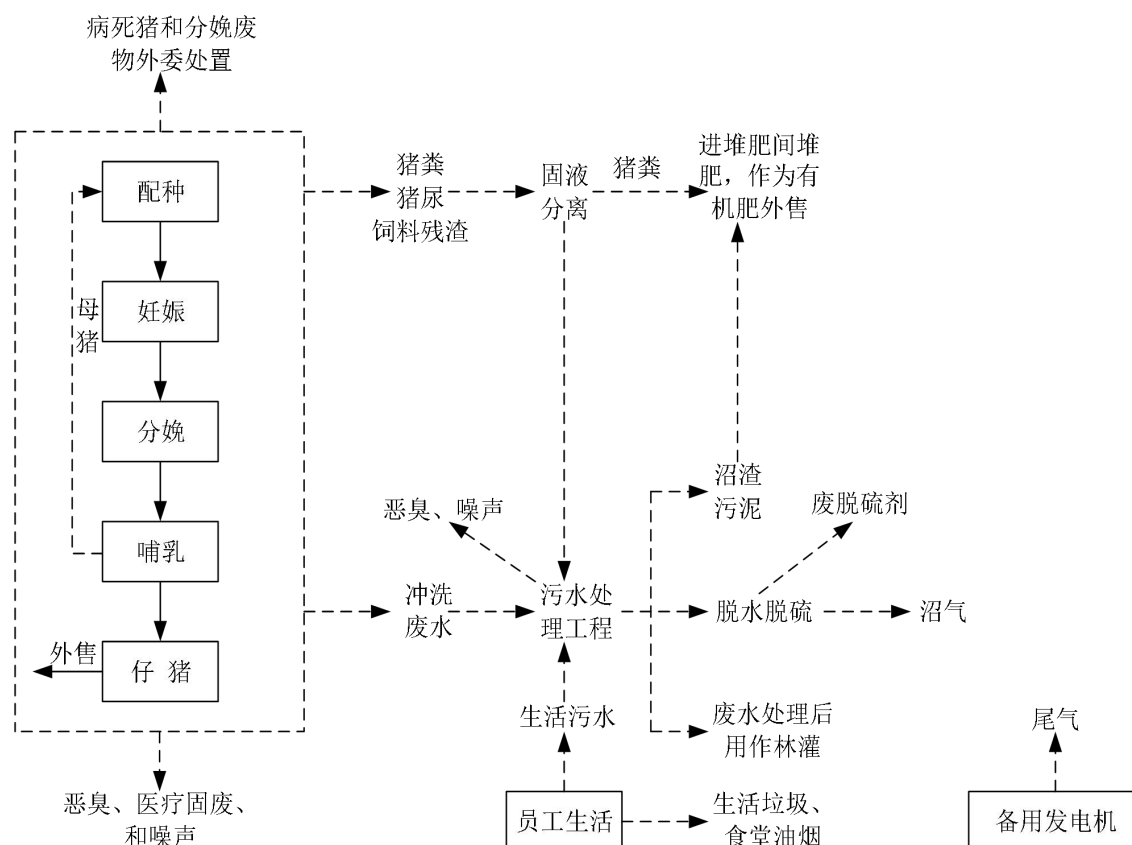 病死猪和分娩废
物外委处置
配种
妊娠
分娩
哺乳
仔 猪
母
猪
外售
恶臭、医疗固废、
和噪声
猪粪
猪尿
饲料残渣
固液
分离
猪粪
进堆肥间堆
肥，作为有
机肥外售
恶臭、噪声
冲洗
废水
污水处
理工程
沼渣
污泥
废脱硫剂
脱水脱硫
沼气
生活污水
废水处理后
用作林灌
员工生活
生活垃圾、
食堂油烟
尾气
备用发电机